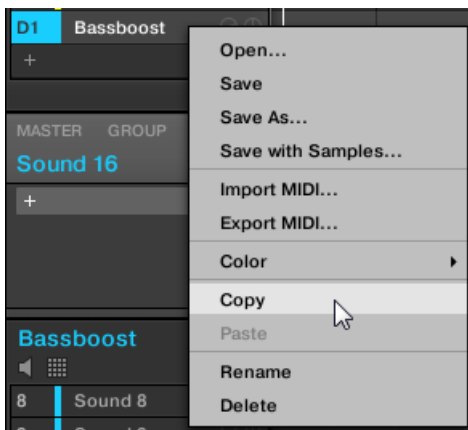 D1 Bassboost
+
MASTER GROUP
Sound 16
+
Bassboost
8 Sound 8
Open...
Save
Save As...
Save with Samples...
Import MIDI...
Export MIDI...
Color
Copy
Paste
Rename
Delete